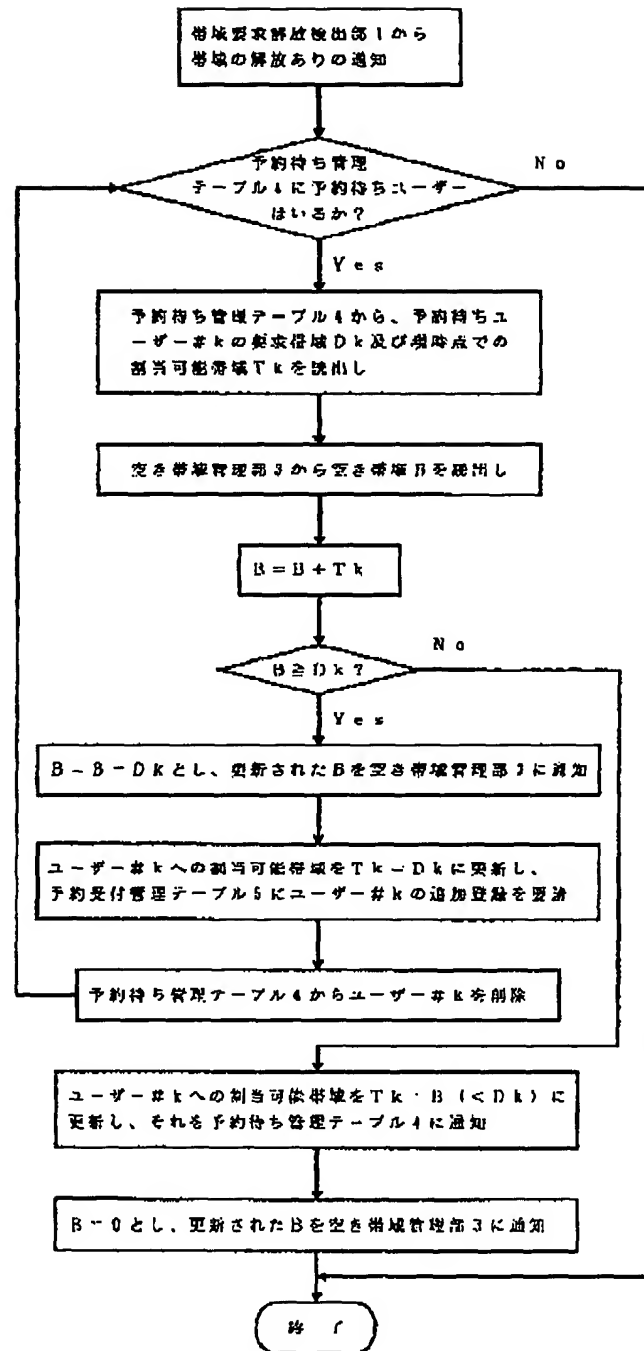 帯域要求解放検出部1から
帯域の解放ありの通知
予約待ち管理
テーブル4に予約待ちユーザー
はいるか？
No
Yes
予約待ち管理テーブル4から、予約待ちユ
ーザー#kの要求帯域Dk及び現時点での
割当可能帯域Tkを読出し
空き帯域管理部3から空き帯域Bを読出し
B=B+Tk
B≧Dk?
No
Yes
B=B-Dkとし、更新されたBを空き帯域管理部3に通知
ユーザー#kへの割当可能帯域をTk=Dkに更新し、
予約受付管理テーブル5にユーザー#kの追加登録を要請
予約待ち管理テーブル4からユーザー#kを削除
ユーザー#kへの割当可能帯域をTk=B (<Dk) に
更新し、それを予約待ち管理テーブル4に通知
B=0とし、更新されたBを空き帯域管理部3に通知
終 了